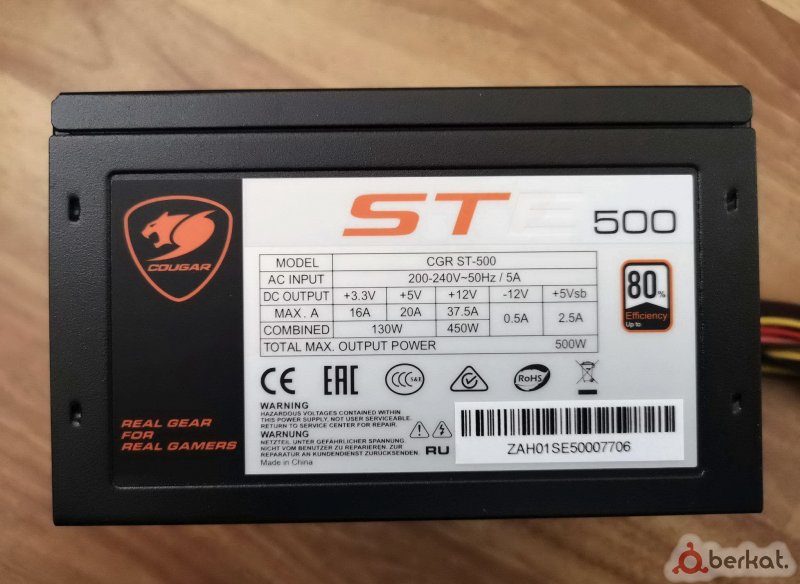 STE 500
COUGAR
REAL GEAR
FOR
REAL GAMERS
MODEL CGR ST-500
AC INPUT 200-240V~50Hz / 5A
DC OUTPUT +3.3V +5V +12V -12V +5Vsb
MAX. A 16A 20A 37.5A 0.5A 2.5A
COMBINED 130W 450W
TOTAL MAX. OUTPUT POWER 500W
80%
Efficiency
Up to
CE EAC CCC S&E RoHS
WARNING
HAZARDOUS VOLTAGES CONTAINED WITHIN
THIS POWER SUPPLY, NOT USER SERVICEABLE.
RETURN TO SERVICE CENTER FOR REPAIR.
WARNUNG
NETZTEIL UNTER GEFÄHRLICHER SPANNUNG.
NICHT VOM BENUTZER ZU REPARIEREN. ZUR
REPARATUR AN KUNDENDIENST ZURÜCKSENDEN.
Made in China
RU
ZAH01SE50007706
aberkat.